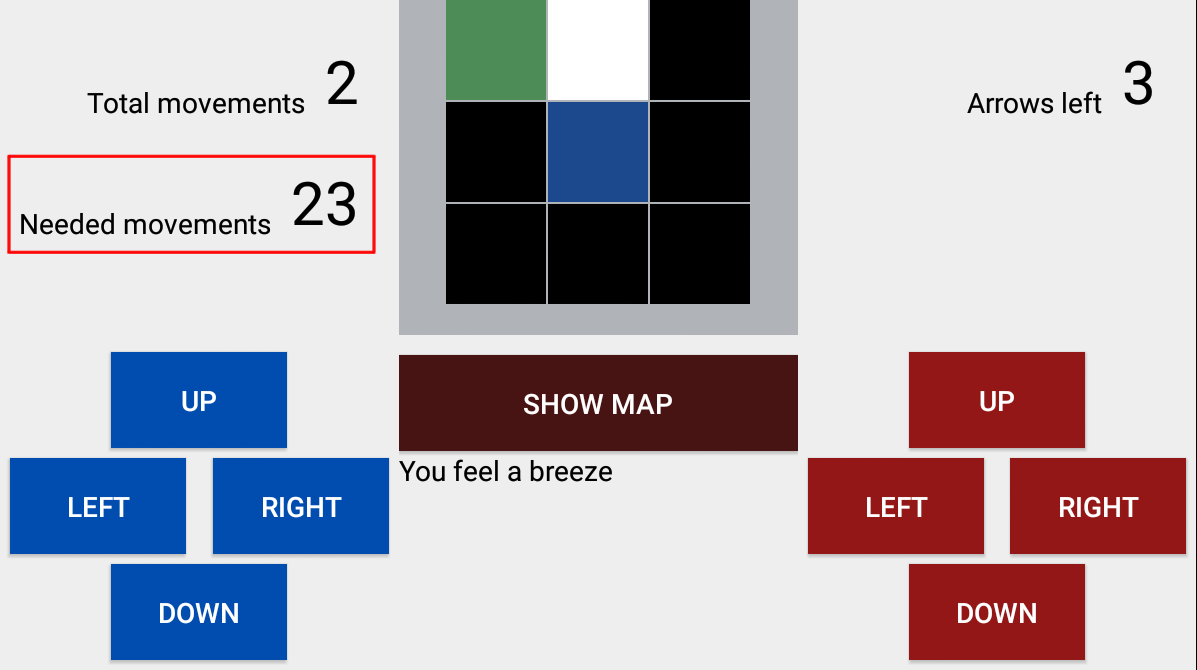 Total movements 2
Arrows left 3
Needed movements 23
UP
SHOW MAP
UP
You feel a breeze
LEFT
RIGHT
LEFT
RIGHT
DOWN
DOWN